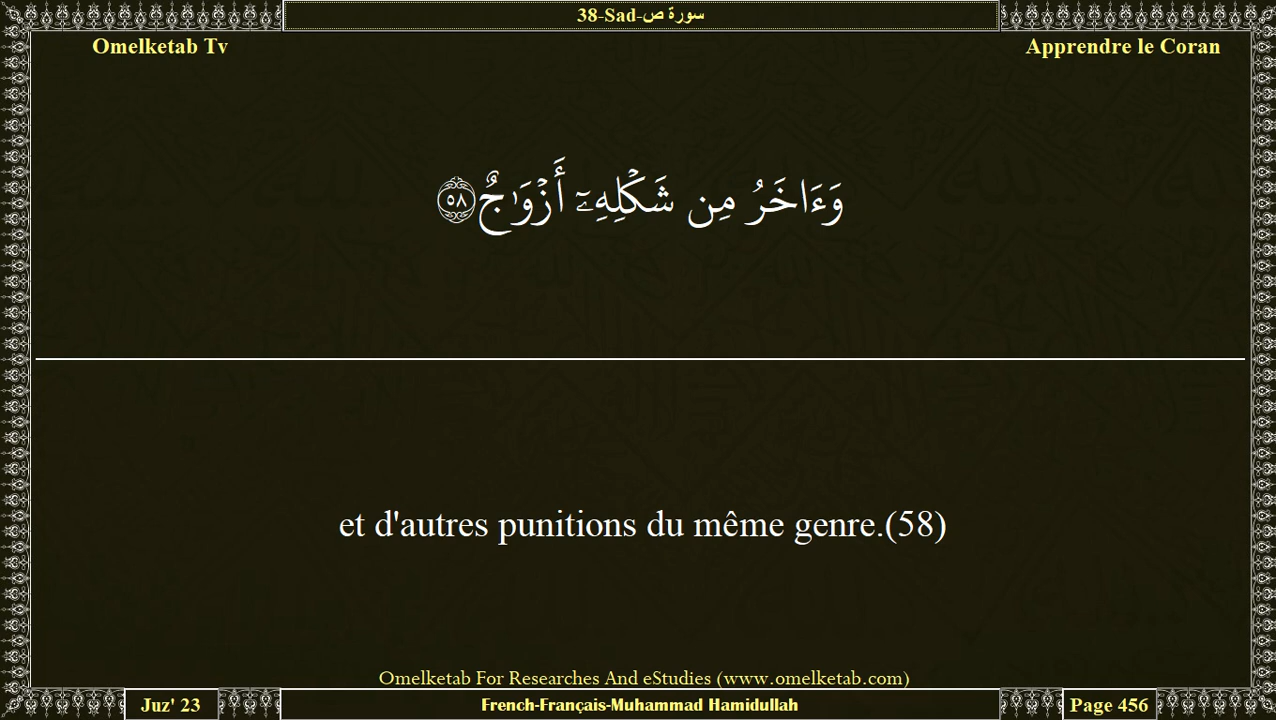 38-Sad-سورة ص
Omelketab Tv
Apprendre le Coran
وَءَاخَرُ مِن شَكْلِهِۦٓ أَزْوَٰجٌ ٥٨
et d'autres punitions du même genre.(58)
Omelketab For Researches And eStudies (www.omelketab.com)
Juz' 23
French-Français-Muhammad Hamidullah
Page 456